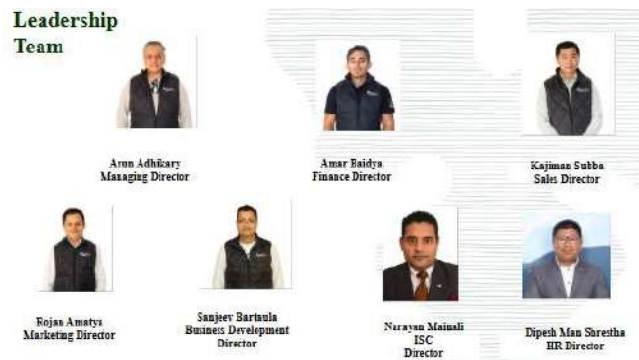 Leadership
Team
Arun Adhikary
Managing Director
Amar Baidya
Finance Director
Kajiman Subba
Sales Director
Rojan Amatya
Marketing Director
Sanjeev Bartaula
Business Development
Director
Narayan Mainali
ISC
Director
Dipesh Man Shrestha
HR Director